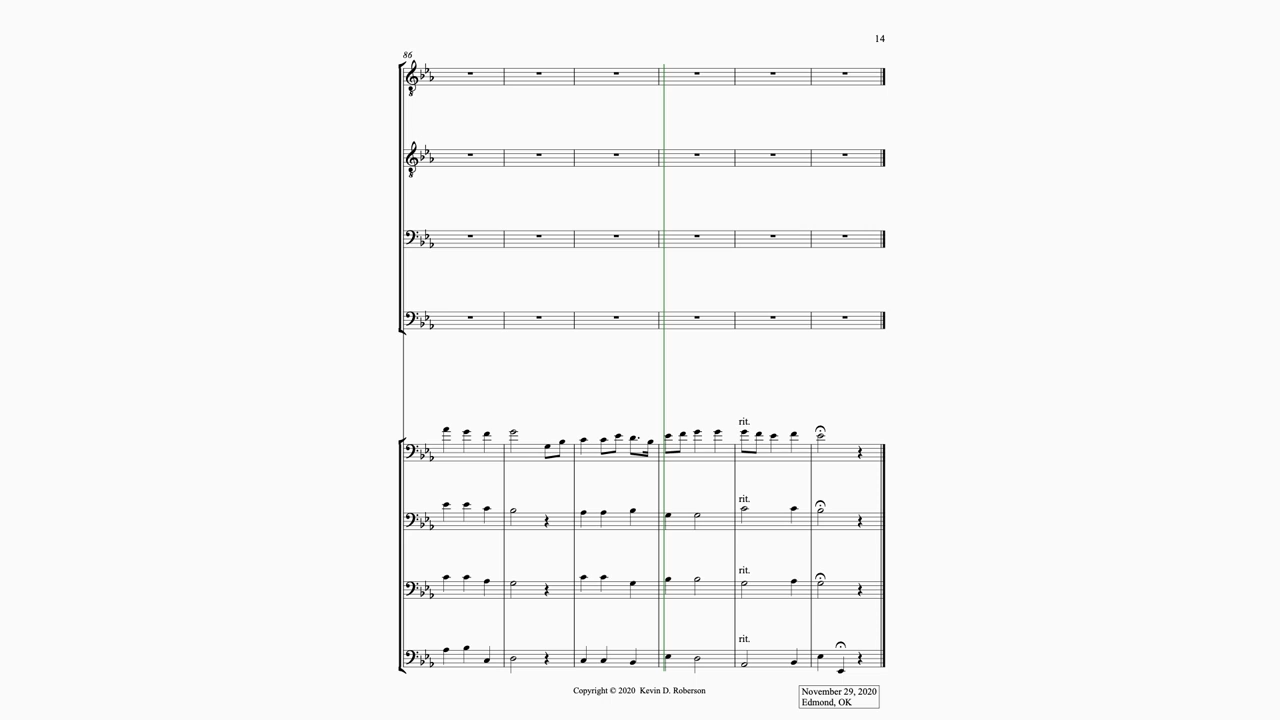 14
86
rit.
rit.
rit.
rit.
Copyright © 2020 Kevin D. Roberson
November 29, 2020
Edmond, OK